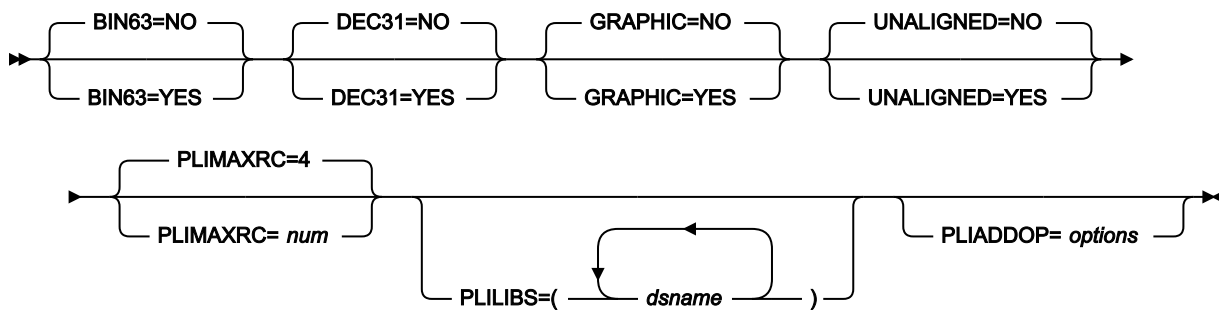 BIN63=NO DEC31=NO GRAPHIC=NO UNALIGNED=NO
BIN63=YES DEC31=YES GRAPHIC=YES UNALIGNED=YES
PLIMAXRC=4
PLIMAXRC= num PLIADDOP= options
PLILIBS=( dsname )